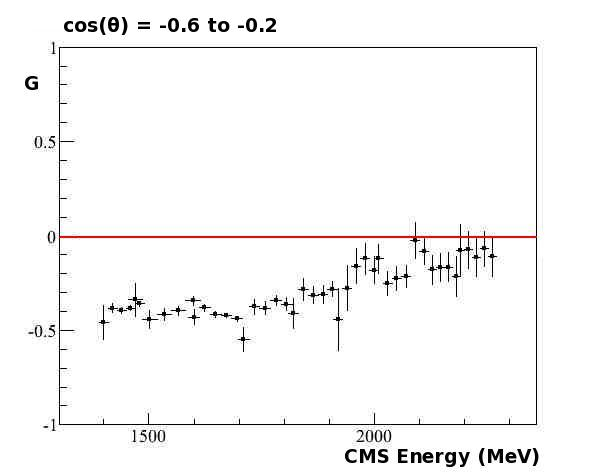 cos(θ) = -0.6 to -0.2
1
G
0.5
0
-0.5
-1
1500 2000
CMS Energy (MeV)